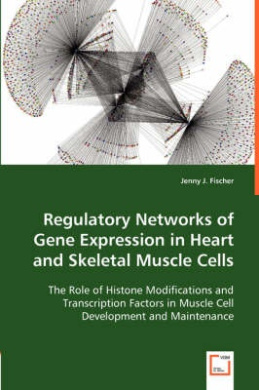 Jenny J. Fischer
Regulatory Networks of
Gene Expression in Heart
and Skeletal Muscle Cells
The Role of Histone Modifications and
Transcription Factors in Muscle Cell
Development and Maintenance